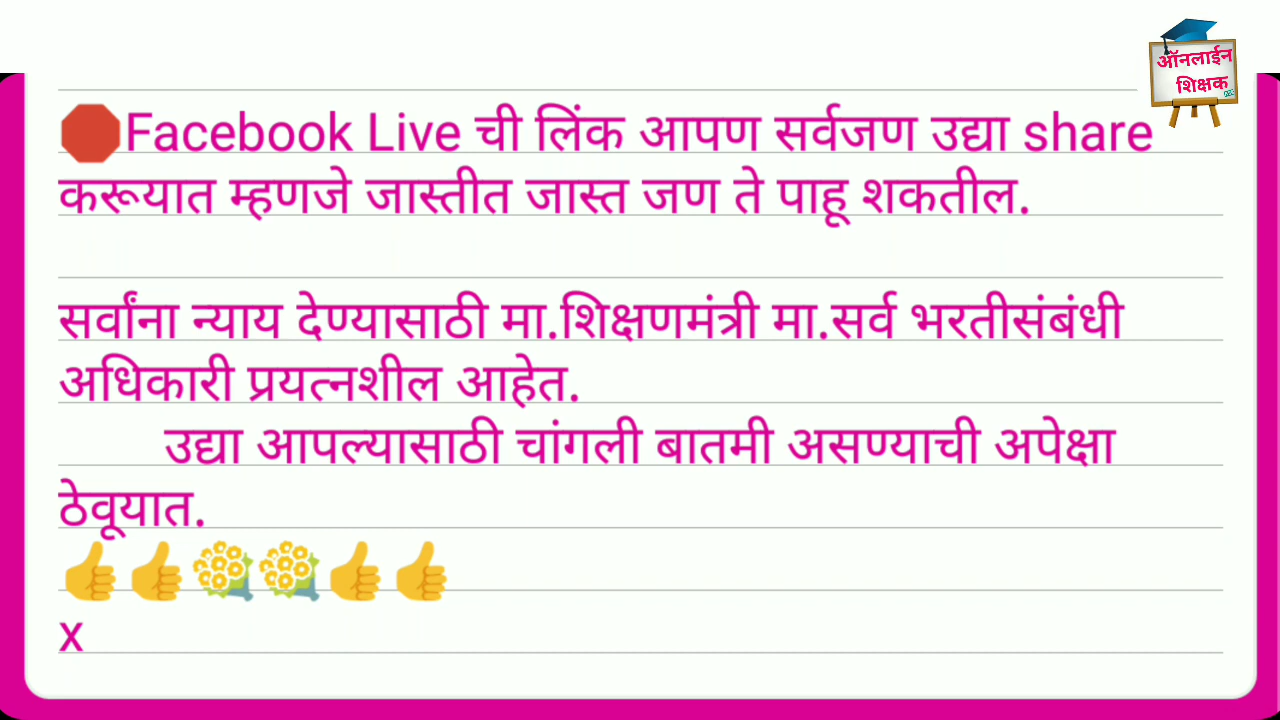 ऑनलाईन
शिक्षक
🛑Facebook Live ची लिंक आपण सर्वजण उद्या share
करूयात म्हणजे जास्तीत जास्त जण ते पाहू शकतील.
सर्वांना न्याय देण्यासाठी मा.शिक्षणमंत्री मा.सर्व भरतीसंबंधी
अधिकारी प्रयत्नशील आहेत.
उद्या आपल्यासाठी चांगली बातमी असण्याची अपेक्षा
ठेवूयात.
👍👍💐💐👍👍
x